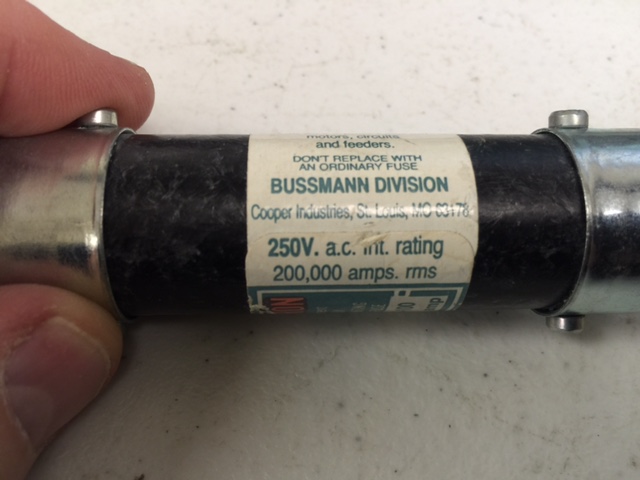 motors, circuits
and feeders.
DON'T REPLACE WITH
AN ORDINARY FUSE
BUSSMANN DIVISION
Cooper Industries, St. Louis, MO 63178
250V. a.c. int. rating
200,000 amps. rms